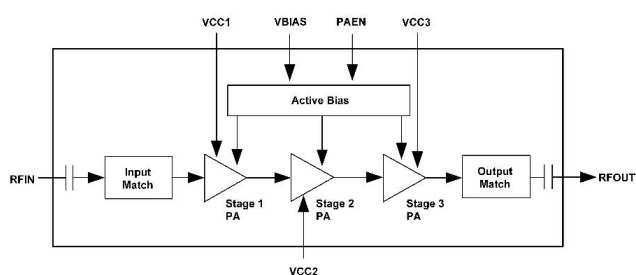 VCC1 VBIAS PAEN VCC3
Active Bias
RFIN
Input
Match
Output
Match
RFOUT
Stage 1
PA
Stage 2
PA
Stage 3
PA
VCC2